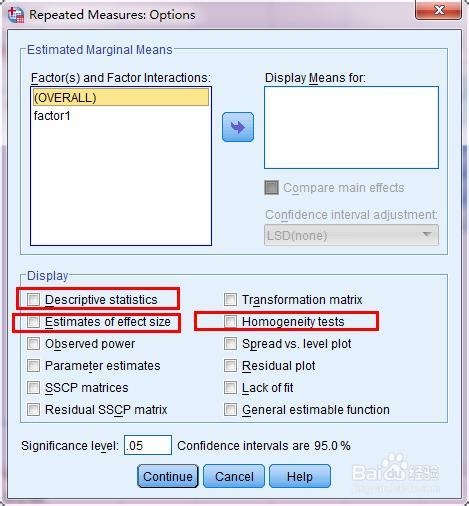 Repeated Measures: Options
Estimated Marginal Means
Factor(s) and Factor Interactions:
Display Means for:
(OVERALL)
factor1
Compare main effects
Confidence interval adjustment:
LSD(none)
Display
Descriptive statistics
Transformation matrix
Estimates of effect size
Homogeneity tests
Observed power
Spread vs. level plot
Parameter estimates
Residual plot
SSCP matrices
Lack of fit
Residual SSCP matrix
General estimable function
Significance level: .05 Confidence intervals are 95.0 %
Continue Cancel Help
Baidu 经验